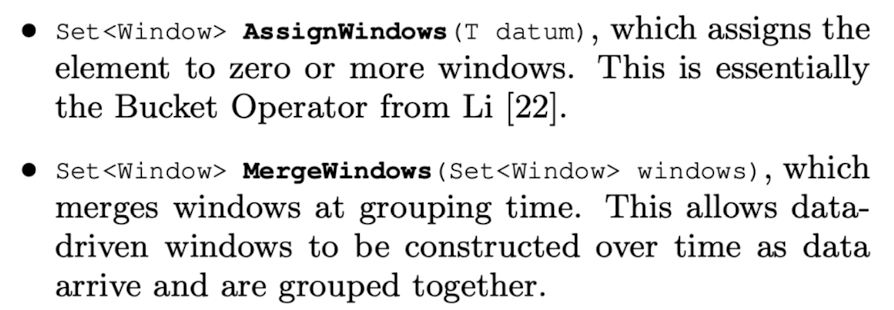 • Set<Window> AssignWindows(T datum), which assigns the
element to zero or more windows. This is essentially
the Bucket Operator from Li [22].
• Set<Window> MergeWindows(Set<Window> windows), which
merges windows at grouping time. This allows data-
driven windows to be constructed over time as data
arrive and are grouped together.